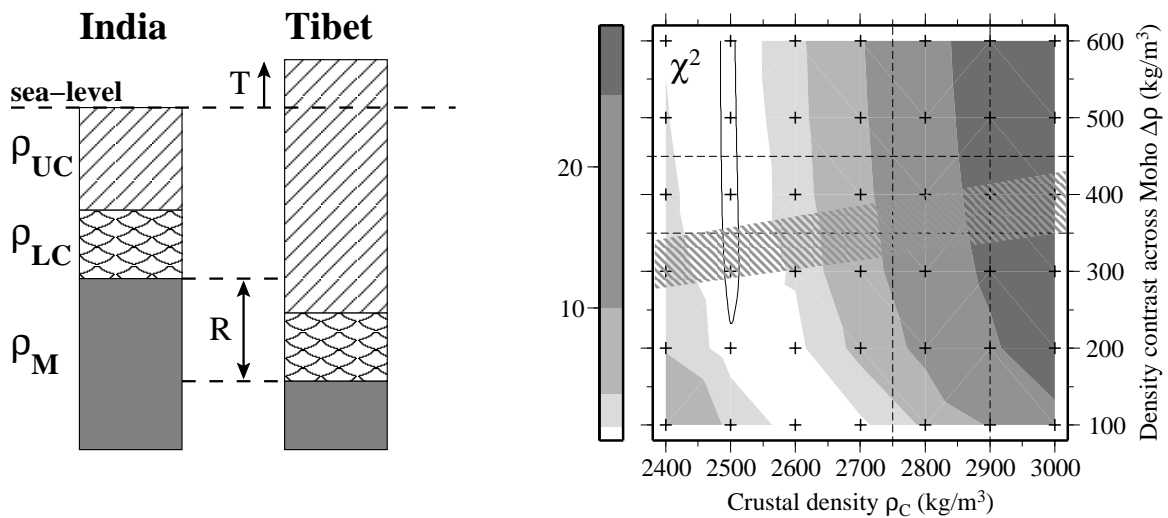 India Tibet
T
sea–level
ρUC
ρLC
R
ρM
χ2
20
10
600
500
400
300
200
100
Density contrast across Moho Δρ (kg/m3)
2400 2500 2600 2700 2800 2900 3000
Crustal density ρC (kg/m3)